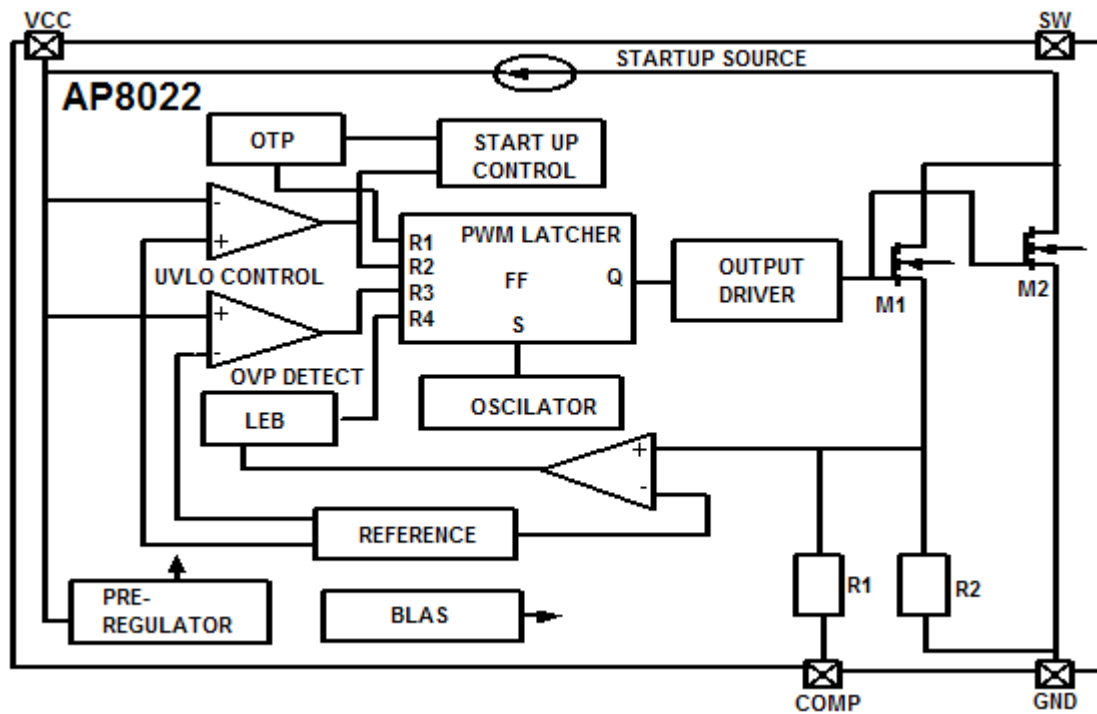 VCC
SW
STARTUP SOURCE
AP8022
OTP
START UP
CONTROL
-
+
UVLO CONTROL
R1
R2
R3
R4
PWM LATCHER
FF
Q
S
OUTPUT
DRIVER
M1
M2
+
-
OVP DETECT
LEB
OSCILATOR
+
-
REFERENCE
PRE-
REGULATOR
BLAS
R1
R2
COMP
GND